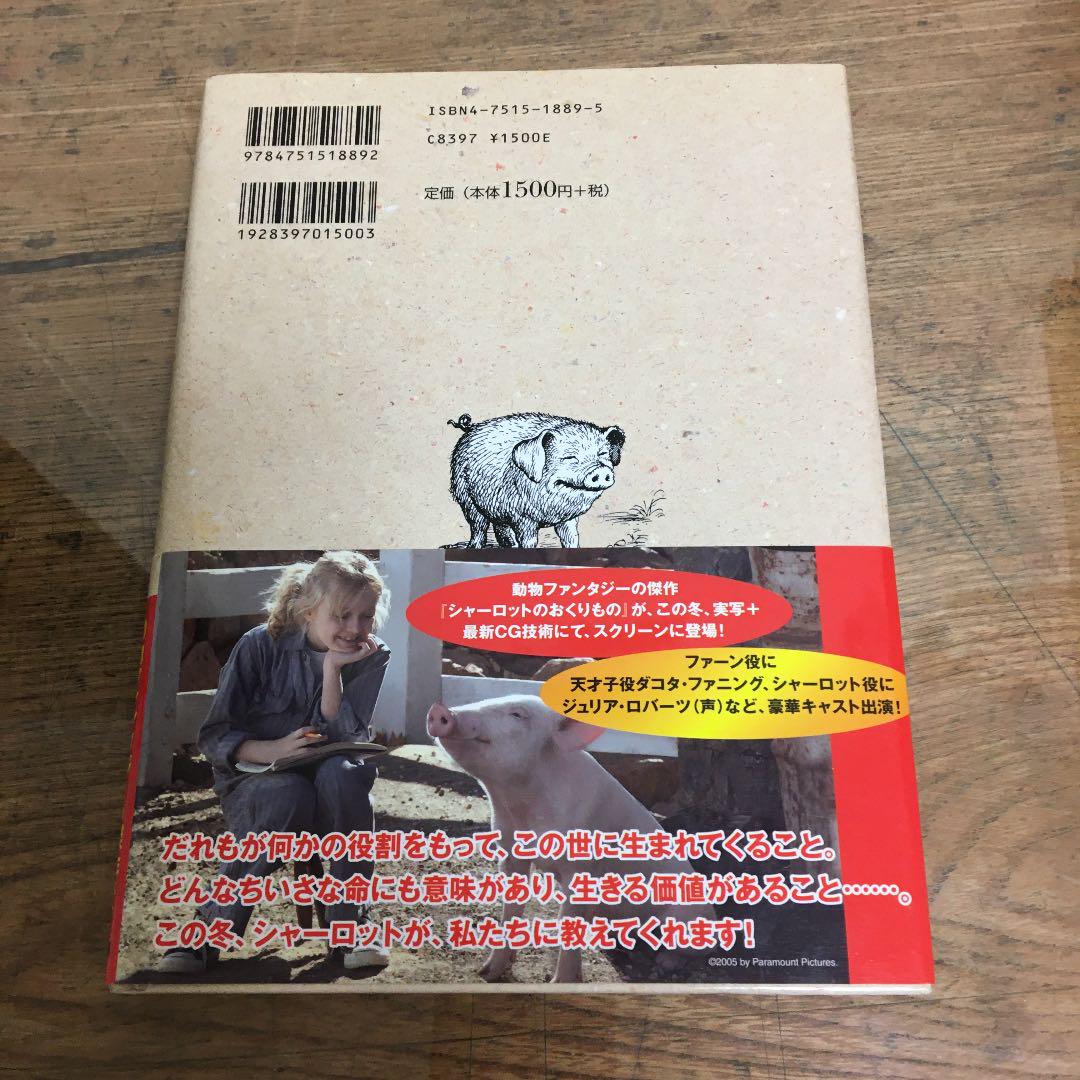 ISBN4-7515-1889-5
C8397 ¥1500E
9784751518892
定価（本体1500円+税）
1928397015003
動物ファンタジーの傑作
『シャーロットのおくりもの』が、この冬、実写＋
最新CG技術にて、スクリーンに登場！
ファーン役に
天才子役ダコタ・ファニング、シャーロット役に
ジュリア・ロバーツ（声）など、豪華キャスト出演！
だれもが何かの役割をもって、この世に生まれてくること。
どんなちいさな命にも意味があり、生きる価値があること……。
この冬、シャーロットが、私たちに教えてくれます！
©2005 by Paramount Pictures.